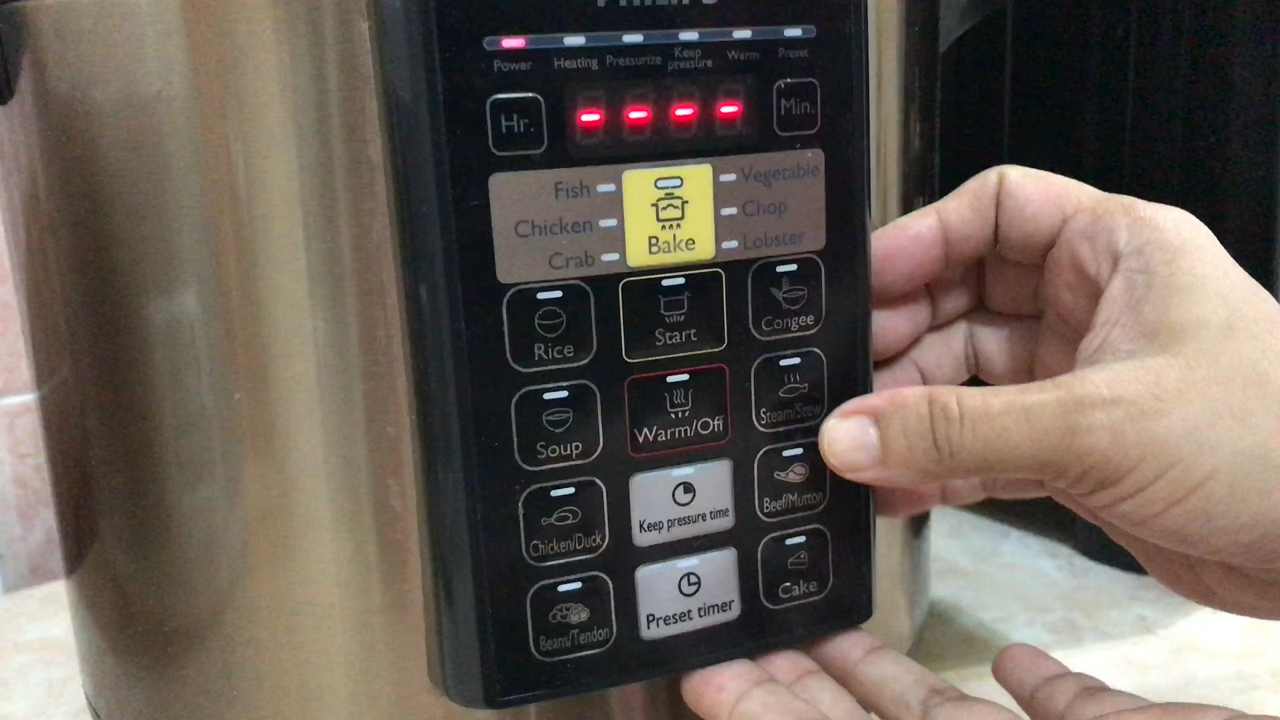 PHILIPS
Power Heating Pressurize Keep pressure Warm Preset
Hr. - - - - Min.
Fish Vegetable
Chicken Chop
Crab Bake Lobster
Rice Start Congee
Soup Warm/Off Steam/Stew
Chicken/Duck Keep pressure time Beef/Mutton
Beans/Tendon Preset timer Cake